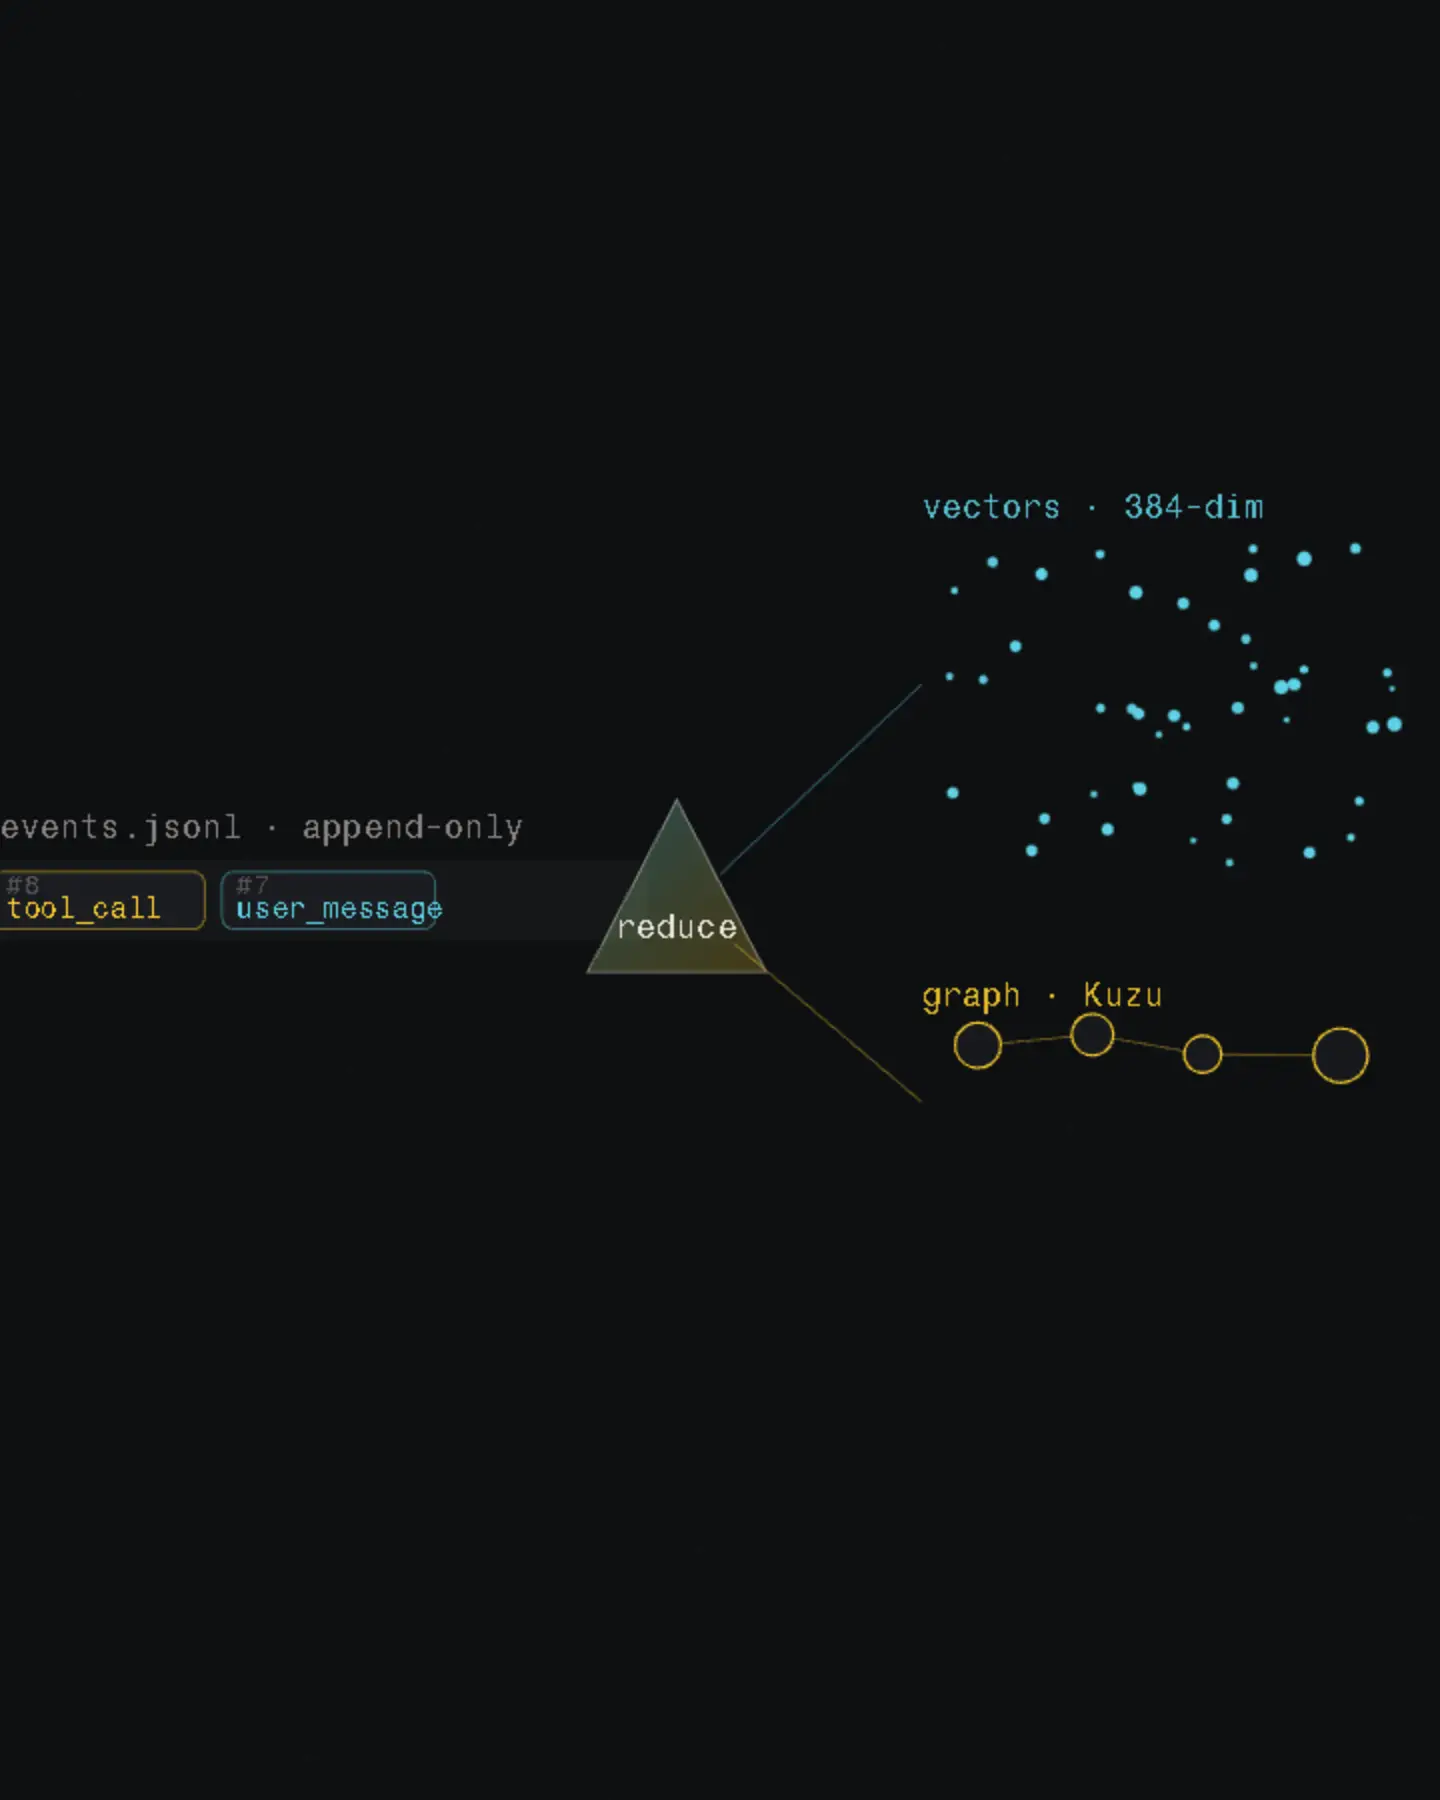 vectors · 384-dim
events.jsonl · append-only
#8
tool_call
#7
user_message
reduce
graph · Kuzu